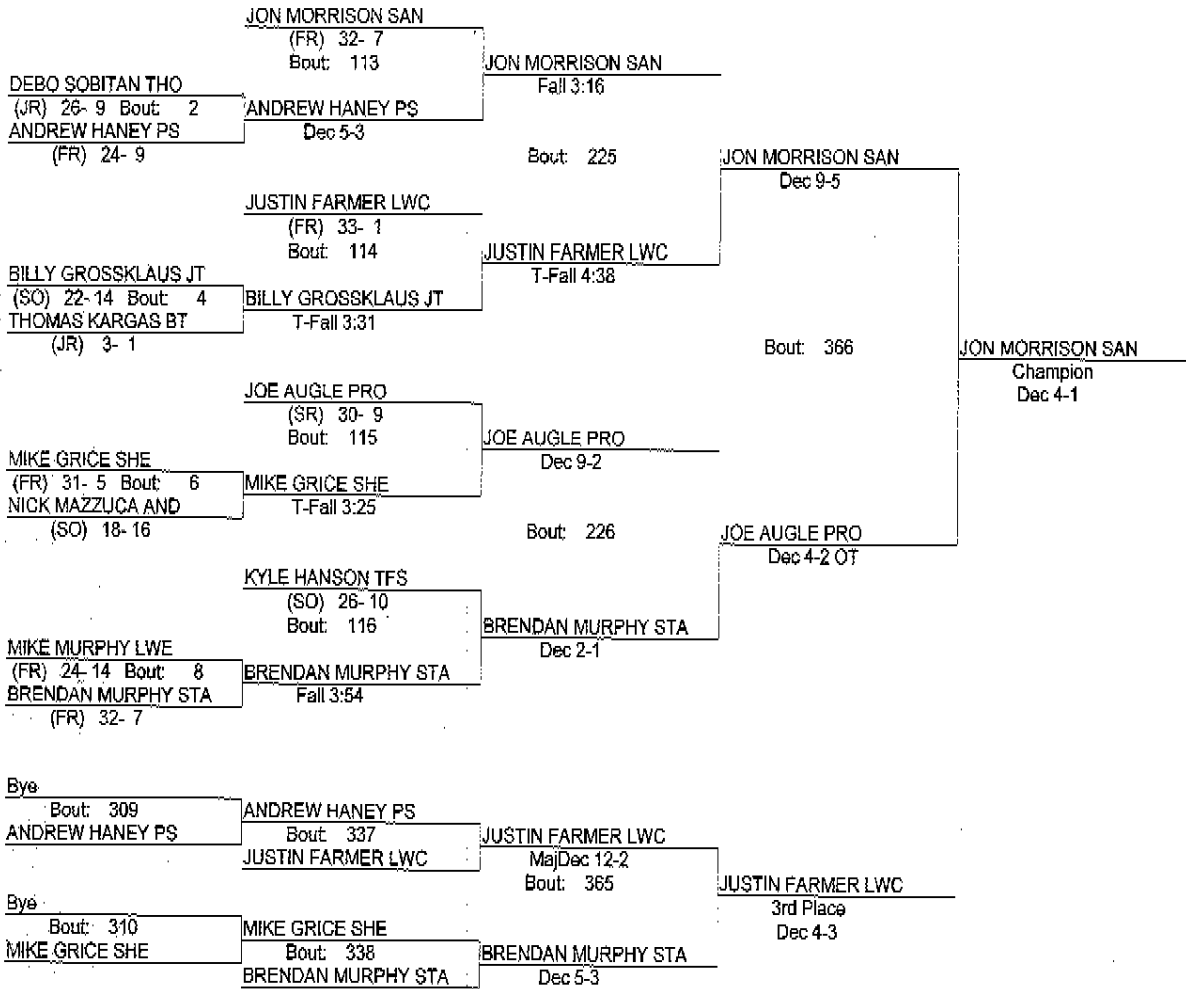 JON MORRISON SAN
(FR) 32- 7
Bout: 113
JON MORRISON SAN
Fall 3:16
DEBO SOBITAN THO
(JR) 26- 9 Bout: 2
ANDREW HANEY PS
(FR) 24- 9
ANDREW HANEY PS
Dec 5-3
Bout: 225
JON MORRISON SAN
Dec 9-5
JUSTIN FARMER LWC
(FR) 33- 1
Bout: 114
JUSTIN FARMER LWC
T-Fall 4:38
BILLY GROSSKLAUS JT
(SO) 22- 14 Bout: 4
THOMAS KARGAS BT
(JR) 3- 1
BILLY GROSSKLAUS JT
T-Fall 3:31
Bout: 366
JON MORRISON SAN
Champion
Dec 4-1
JOE AUGLE PRO
(SR) 30- 9
Bout: 115
JOE AUGLE PRO
Dec 9-2
MIKE GRICE SHE
(FR) 31- 5 Bout: 6
NICK MAZZUCA AND
(SO) 18- 16
MIKE GRICE SHE
T-Fall 3:25
Bout: 226
JOE AUGLE PRO
Dec 4-2 OT
KYLE HANSON TFS
(SO) 26- 10
Bout: 116
BRENDAN MURPHY STA
Dec 2-1
MIKE MURPHY LWE
(FR) 24- 14 Bout: 8
BRENDAN MURPHY STA
(FR) 32- 7
BRENDAN MURPHY STA
Fall 3:54
Bye
Bout: 309
ANDREW HANEY PS
ANDREW HANEY PS
Bout: 337
JUSTIN FARMER LWC
JUSTIN FARMER LWC
MajDec 12-2
Bout: 365
JUSTIN FARMER LWC
3rd Place
Dec 4-3
Bye
Bout: 310
MIKE GRICE SHE
MIKE GRICE SHE
Bout: 338
BRENDAN MURPHY STA
BRENDAN MURPHY STA
Dec 5-3